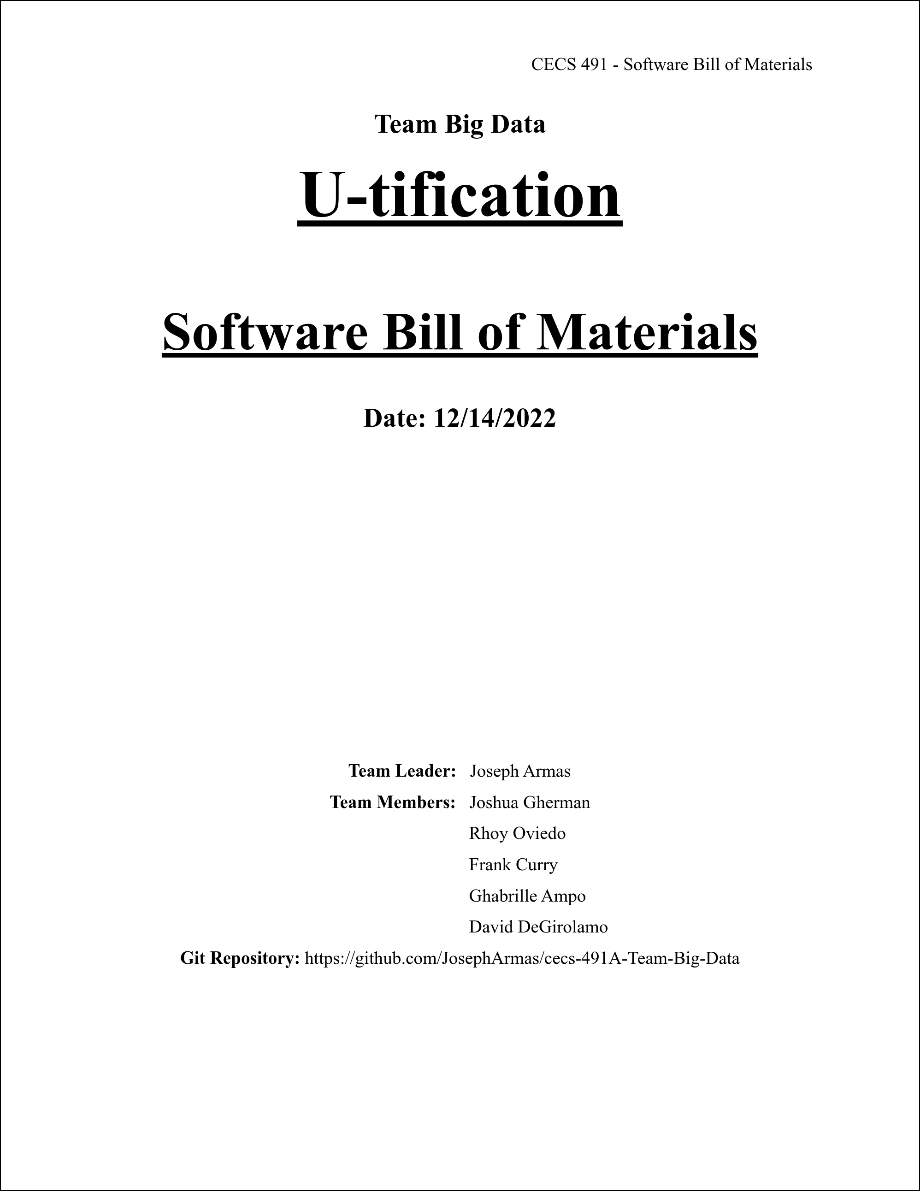 CECS 491 - Software Bill of Materials
Team Big Data
U-tification
Software Bill of Materials
Date: 12/14/2022
Team Leader: Joseph Armas
Team Members: Joshua Gherman
Rhoy Oviedo
Frank Curry
Ghabrille Ampo
David DeGirolamo
Git Repository: https://github.com/JosephArmas/cecs-491A-Team-Big-Data